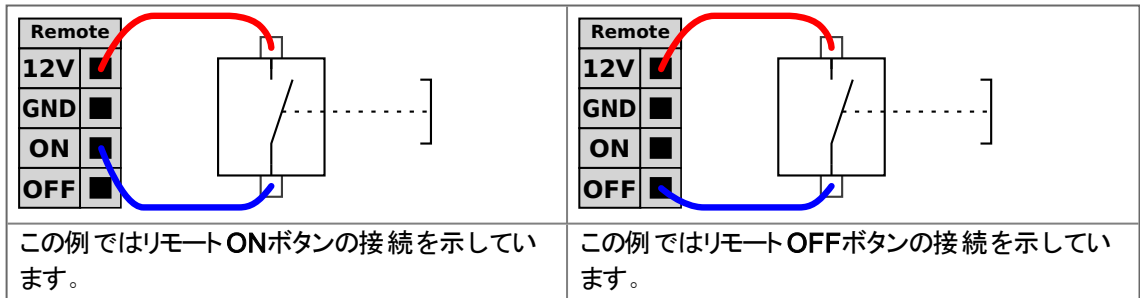 Remote
12V
GND
ON
OFF
Remote
12V
GND
ON
OFF
この例ではリモートONボタンの接続を示してい
ます。
この例ではリモートOFFボタンの接続を示してい
ます。